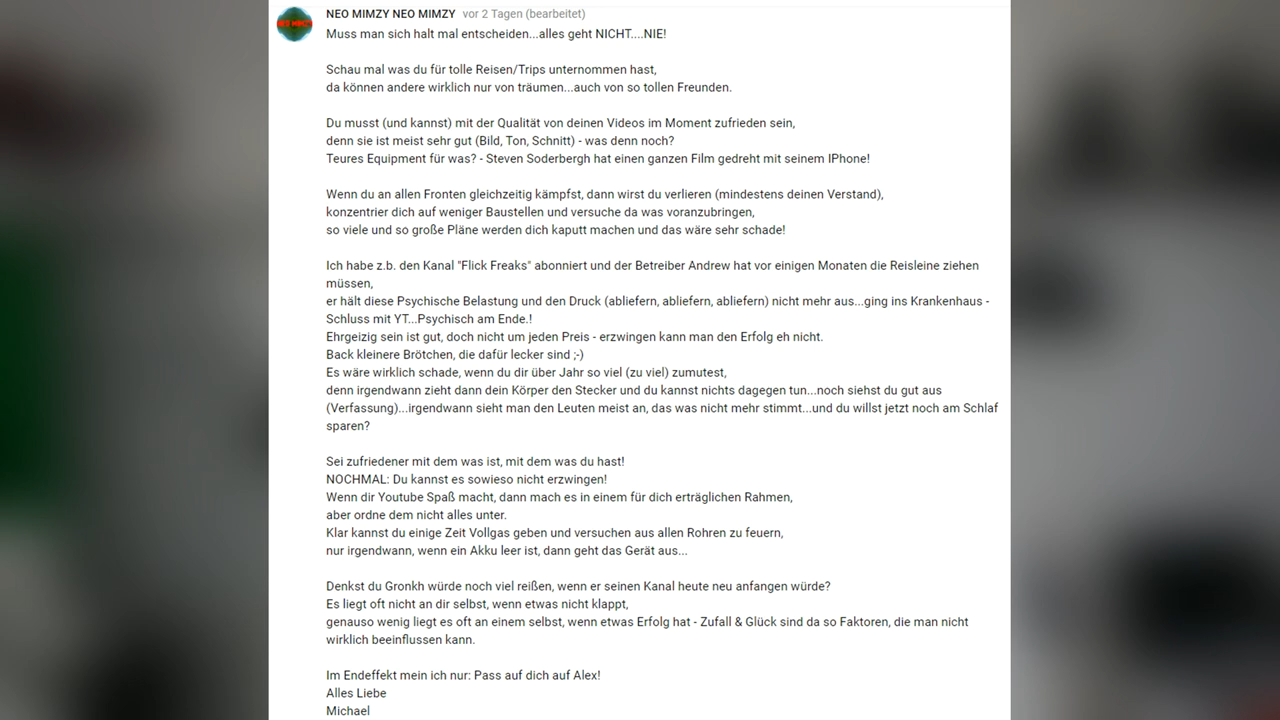 NEO MIMZY NEO MIMZY vor 2 Tagen (bearbeitet)
Muss man sich halt mal entscheiden...alles geht NICHT....NIE!
Schau mal was du für tolle Reisen/Trips unternommen hast,
da können andere wirklich nur von träumen...auch von so tollen Freunden.
Du musst (und kannst) mit der Qualität von deinen Videos im Moment zufrieden sein,
denn sie ist meist sehr gut (Bild, Ton, Schnitt) - was denn noch?
Teures Equipment für was? - Steven Soderbergh hat einen ganzen Film gedreht mit seinem IPhone!
Wenn du an allen Fronten gleichzeitig kämpfst, dann wirst du verlieren (mindestens deinen Verstand),
konzentrier dich auf weniger Baustellen und versuche da was voranzubringen,
so viele und so große Pläne werden dich kaputt machen und das wäre sehr schade!
Ich habe z.b. den Kanal "Flick Freaks" abonniert und der Betreiber Andrew hat vor einigen Monaten die Reisleine ziehen
müssen,
er hält diese Psychische Belastung und den Druck (abliefern, abliefern, abliefern) nicht mehr aus...ging ins Krankenhaus -
Schluss mit YT...Psychisch am Ende.!
Ehrgeizig sein ist gut, doch nicht um jeden Preis - erzwingen kann man den Erfolg eh nicht.
Back kleinere Brötchen, die dafür lecker sind ;-)
Es wäre wirklich schade, wenn du dir über Jahr so viel (zu viel) zumutest,
denn irgendwann zieht dann dein Körper den Stecker und du kannst nichts dagegen tun...noch siehst du gut aus
(Verfassung)...irgendwann sieht man den Leuten meist an, das was nicht mehr stimmt...und du willst jetzt noch am Schlaf
sparen?
Sei zufriedener mit dem was ist, mit dem was du hast!
NOCHMAL: Du kannst es sowieso nicht erzwingen!
Wenn dir Youtube Spaß macht, dann mach es in einem für dich erträglichen Rahmen,
aber ordne dem nicht alles unter.
Klar kannst du einige Zeit Vollgas geben und versuchen aus allen Rohren zu feuern,
nur irgendwann, wenn ein Akku leer ist, dann geht das Gerät aus...
Denkst du Gronkh würde noch viel reißen, wenn er seinen Kanal heute neu anfangen würde?
Es liegt oft nicht an dir selbst, wenn etwas nicht klappt,
genauso wenig liegt es oft an einem selbst, wenn etwas Erfolg hat - Zufall & Glück sind da so Faktoren, die man nicht
wirklich beeinflussen kann.
Im Endeffekt mein ich nur: Pass auf dich auf Alex!
Alles Liebe
Michael